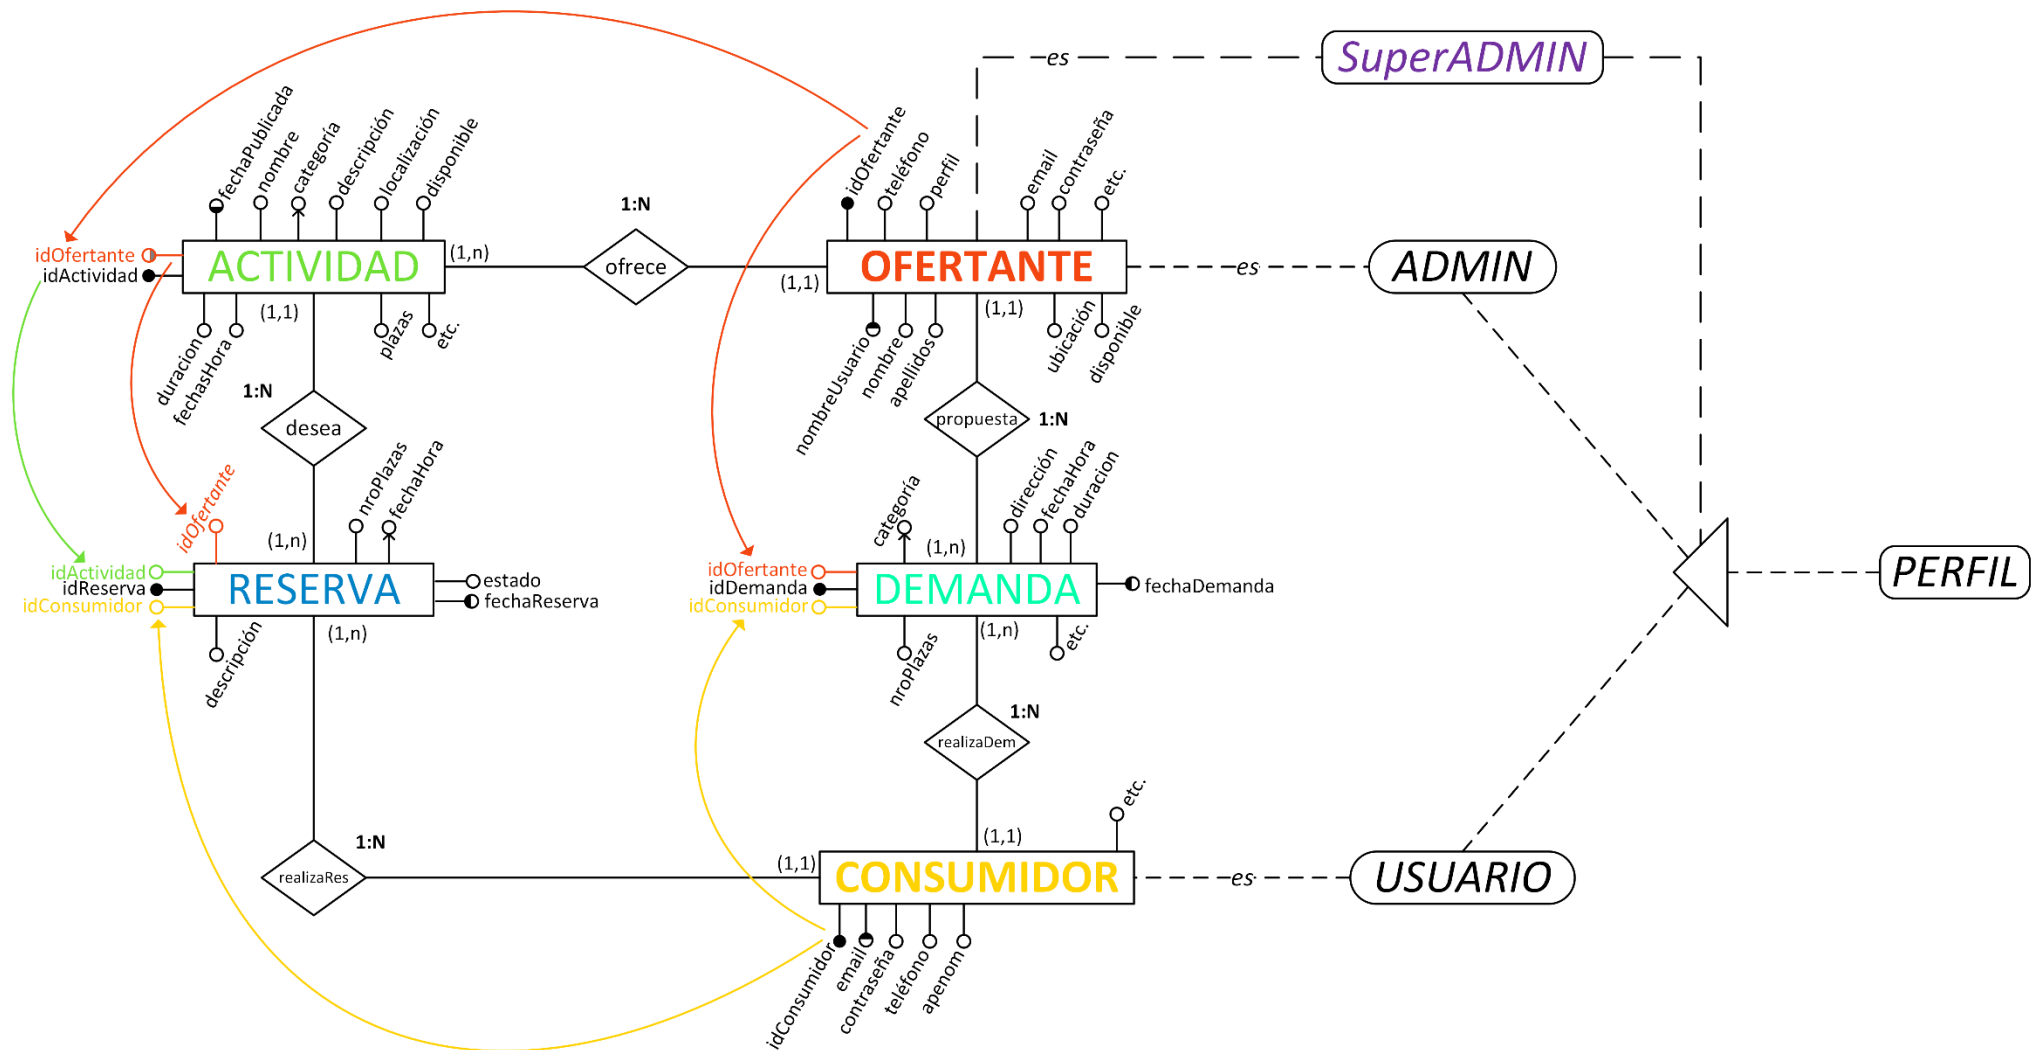 es
SuperADMIN
fechaPublicada
nombre
categoría
descripción
localización
disponible
1:N
idOfertante
teléfono
perfil
email
contraseña
etc.
idOfertante
idActividad
ACTIVIDAD
(1,n)
ofrece
(1,1)
OFERTANTE
es
ADMIN
(1,1)
duracion
fechasHora
plazas
etc.
(1,1)
nombreUsuario
nombre
apellidos
ubicación
disponible
1:N
desea
propuesta
1:N
idOfertante
nroPlazas
fechaHora
(1,n)
categoría
(1,n)
dirección
fechaHora
duracion
idActividad
idReserva
idConsumidor
RESERVA
estado
fechaReserva
idOfertante
idDemanda
idConsumidor
DEMANDA
fechaDemanda
PERFIL
descripción
(1,n)
nroPlazas
(1,n)
etc.
1:N
realizaDem
1:N
realizaRes
(1,1)
(1,1)
etc.
CONSUMIDOR
es
USUARIO
idConsumidor
email
contraseña
teléfono
apenom